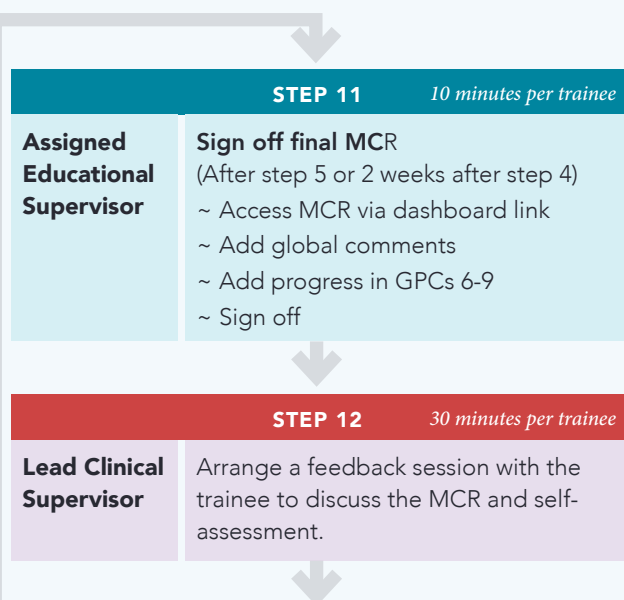 STEP 11 10 minutes per trainee
Assigned
Educational
Supervisor
Sign off final MCR
(After step 5 or 2 weeks after step 4)
~ Access MCR via dashboard link
~ Add global comments
~ Add progress in GPCs 6-9
~ Sign off
STEP 12 30 minutes per trainee
Lead Clinical
Supervisor
Arrange a feedback session with the
trainee to discuss the MCR and self-
assessment.